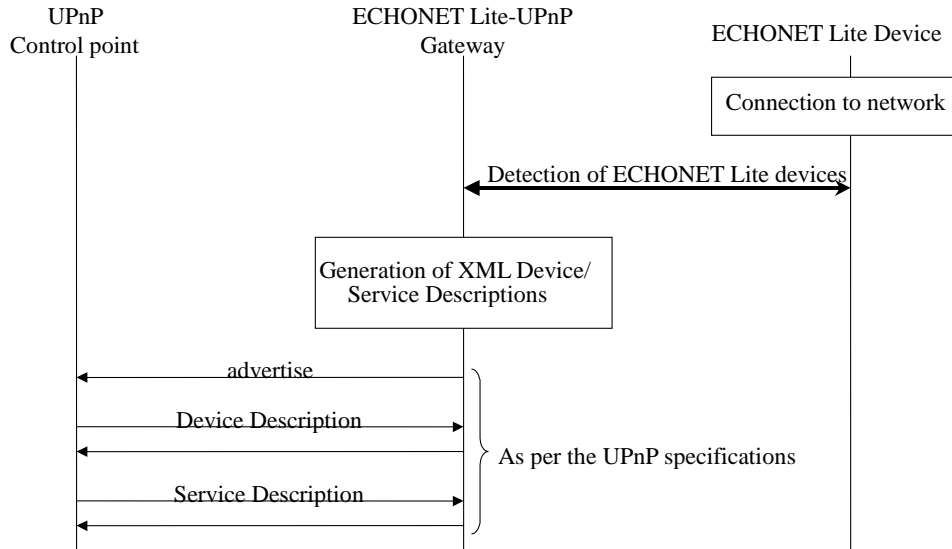 UPnP
Control point
ECHONET Lite-UPnP
Gateway
ECHONET Lite Device
Connection to network
Detection of ECHONET Lite devices
Generation of XML Device/
Service Descriptions
advertise
Device Description
As per the UPnP specifications
Service Description